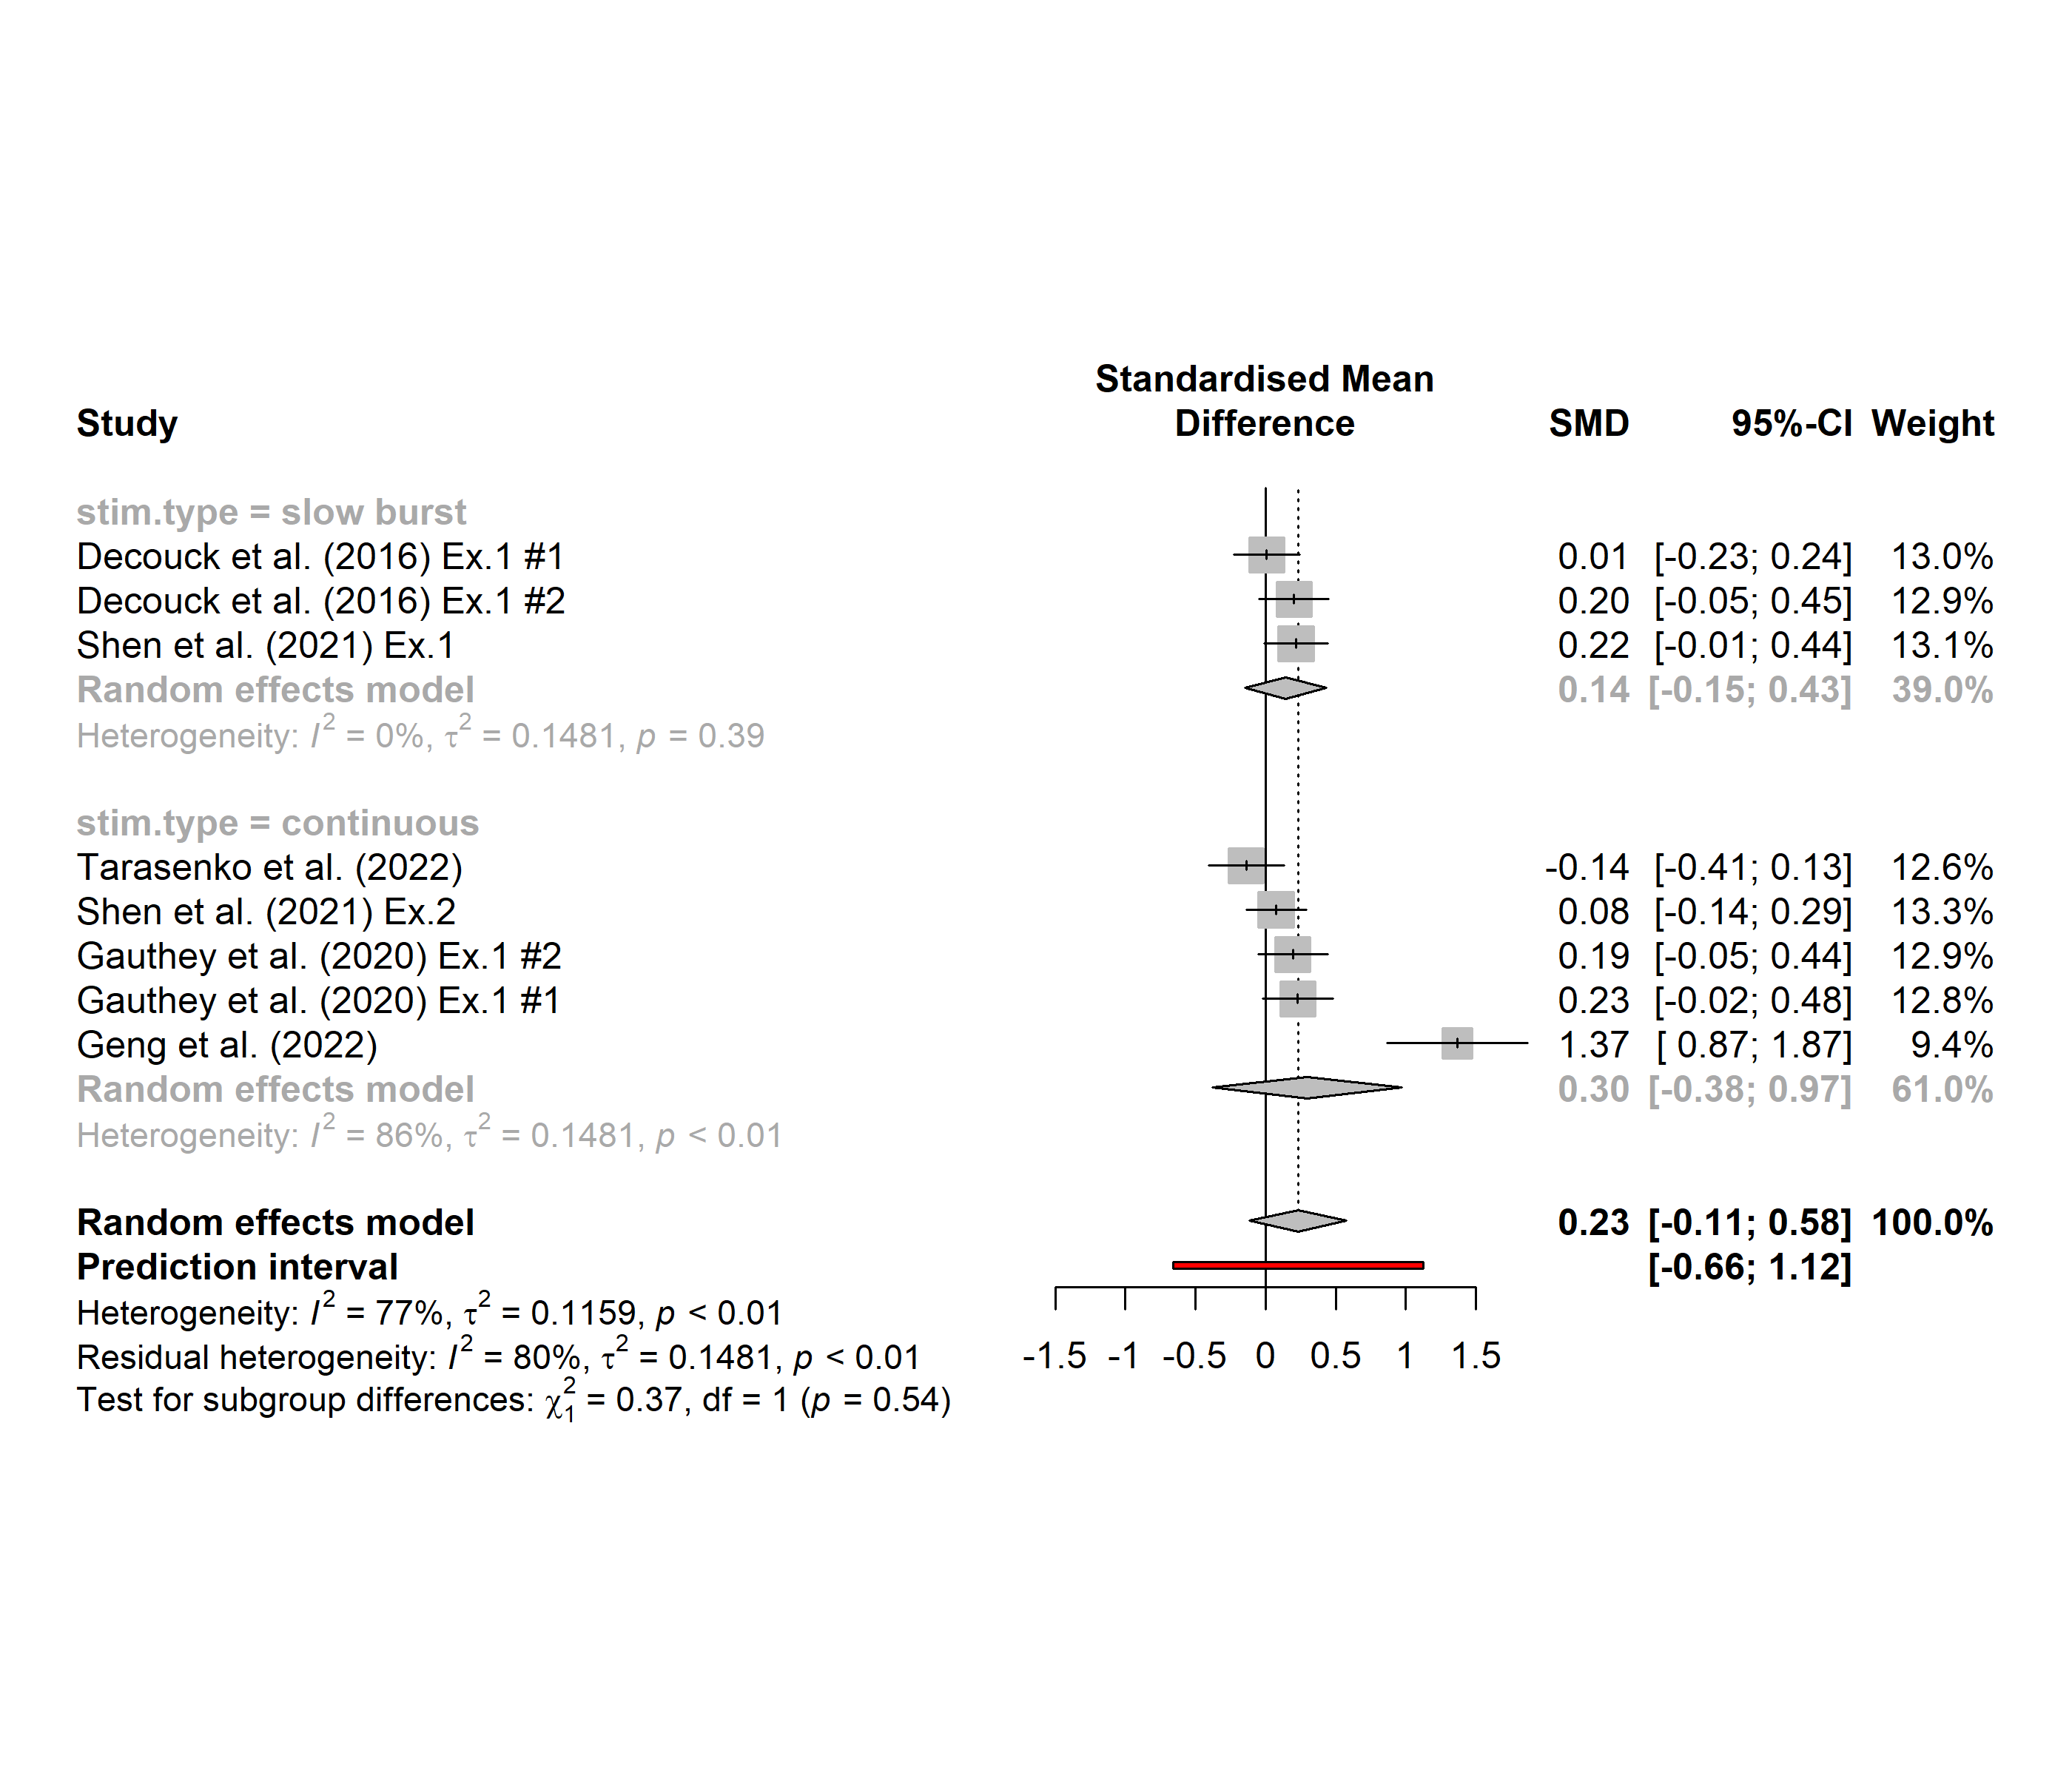 Standardised Mean
Study Difference SMD 95%-CI Weight
stim.type = slow burst
Decouck et al. (2016) Ex.1 #1 0.01 [-0.23; 0.24] 13.0%
Decouck et al. (2016) Ex.1 #2 0.20 [-0.05; 0.45] 12.9%
Shen et al. (2021) Ex.1 0.22 [-0.01; 0.44] 13.1%
Random effects model 0.14 [-0.15; 0.43] 39.0%
Heterogeneity: I² = 0%, τ² = 0.1481, p = 0.39
stim.type = continuous
Tarasenko et al. (2022) -0.14 [-0.41; 0.13] 12.6%
Shen et al. (2021) Ex.2 0.08 [-0.14; 0.29] 13.3%
Gauthey et al. (2020) Ex.1 #2 0.19 [-0.05; 0.44] 12.9%
Gauthey et al. (2020) Ex.1 #1 0.23 [-0.02; 0.48] 12.8%
Geng et al. (2022) 1.37 [ 0.87; 1.87] 9.4%
Random effects model 0.30 [-0.38; 0.97] 61.0%
Heterogeneity: I² = 86%, τ² = 0.1481, p < 0.01
Random effects model 0.23 [-0.11; 0.58] 100.0%
Prediction interval [-0.66; 1.12]
Heterogeneity: I² = 77%, τ² = 0.1159, p < 0.01
Residual heterogeneity: I² = 80%, τ² = 0.1481, p < 0.01
-1.5 -1 -0.5 0 0.5 1 1.5
Test for subgroup differences: χ²₁ = 0.37, df = 1 (p = 0.54)